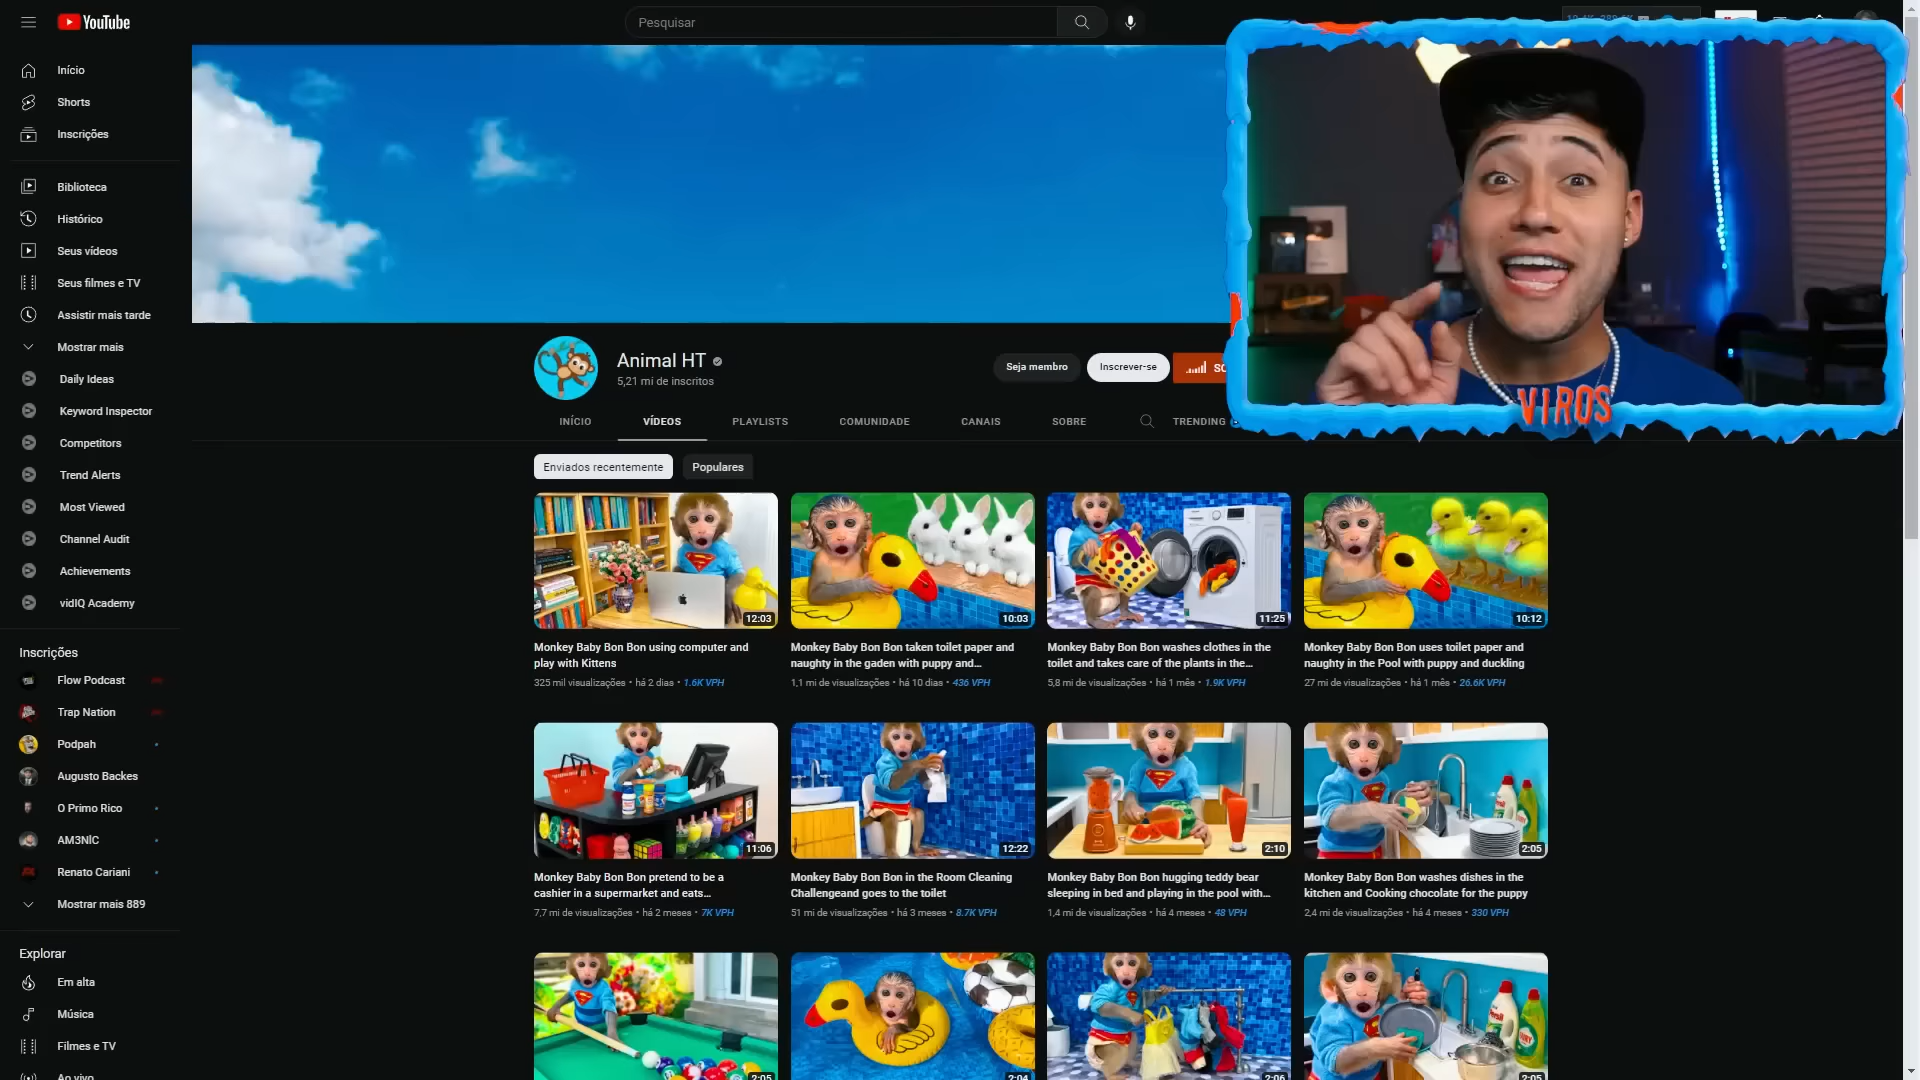 YouTube
Pesquisar
Início
Shorts
Inscrições
Biblioteca
Histórico
Seus vídeos
Seus filmes e TV
Assistir mais tarde
Mostrar mais
Daily Ideas
Keyword Inspector
Competitors
Trend Alerts
Most Viewed
Channel Audit
Achievements
vidIQ Academy
Inscrições
Flow Podcast
Trap Nation
Podpah
Augusto Backes
O Primo Rico
AM3NIC
Renato Cariani
Mostrar mais 889
Explorar
Em alta
Música
Filmes e TV
Ao vivo
VIROS
Animal HT
5,21 mi de inscritos
Seja membro
Inscrever-se
INÍCIO
VÍDEOS
PLAYLISTS
COMUNIDADE
CANAIS
SOBRE
TRENDING
Enviados recentemente
Populares
12:03
Monkey Baby Bon Bon using computer and
play with Kittens
325 mil visualizações • há 2 dias • 1.6K VPH
10:03
Monkey Baby Bon Bon taken toilet paper and
naughty in the gaden with puppy and...
1,1 mi de visualizações • há 10 dias • 436 VPH
11:25
Monkey Baby Bon Bon washes clothes in the
toilet and takes care of the plants in the...
5,8 mi de visualizações • há 1 mês • 1.9K VPH
10:12
Monkey Baby Bon Bon uses toilet paper and
naughty in the Pool with puppy and duckling
27 mi de visualizações • há 1 mês • 26.6K VPH
11:06
Monkey Baby Bon Bon pretend to be a
cashier in a supermarket and eats...
7,7 mi de visualizações • há 2 meses • 7K VPH
12:22
Monkey Baby Bon Bon in the Room Cleaning
Challengeand goes to the toilet
51 mi de visualizações • há 3 meses • 8.7K VPH
2:10
Monkey Baby Bon Bon hugging teddy bear
sleeping in bed and playing in the pool with...
1,4 mi de visualizações • há 4 meses • 48 VPH
2:05
Monkey Baby Bon Bon washes dishes in the
kitchen and Cooking chocolate for the puppy
2,4 mi de visualizações • há 4 meses • 330 VPH
2:05
2:04
2:06
2:05